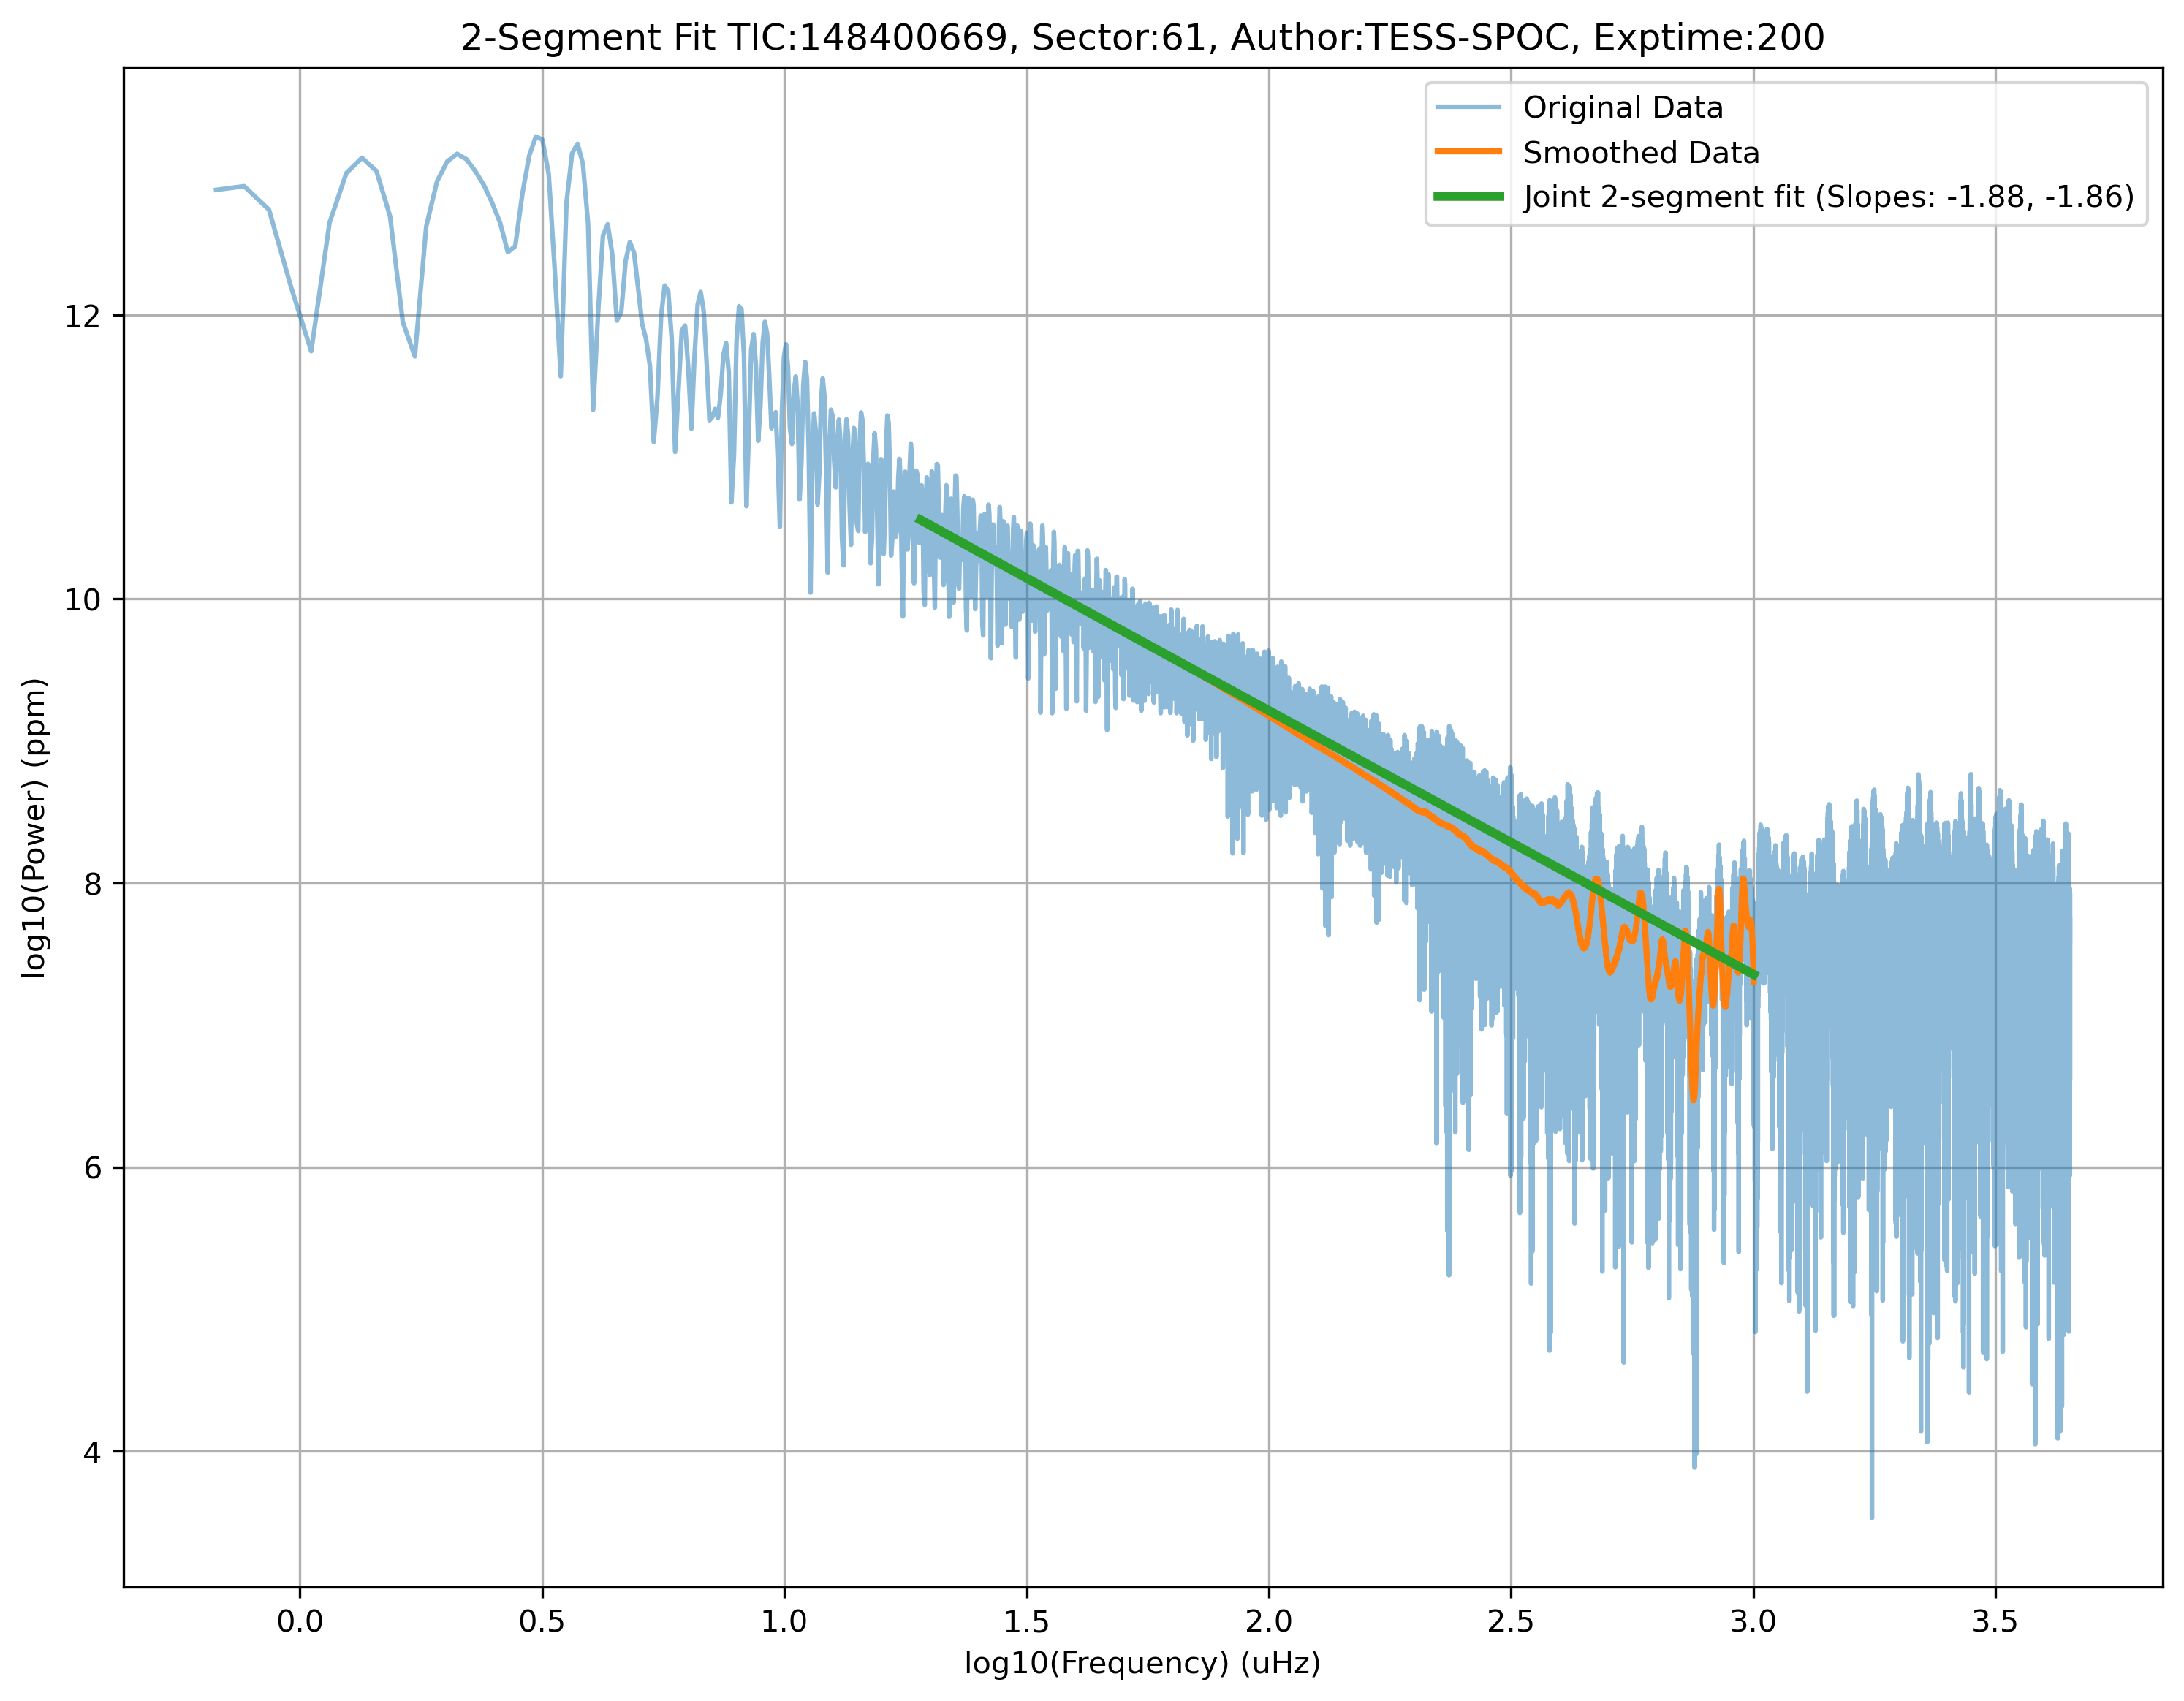 2-Segment Fit TIC:148400669, Sector:61, Author:TESS-SPOC, Exptime:200
Original Data
Smoothed Data
Joint 2-segment fit (Slopes: -1.88, -1.86)
log10(Power) (ppm)
12
10
8
6
4
0.0 0.5 1.0 1.5 2.0 2.5 3.0 3.5
log10(Frequency) (uHz)